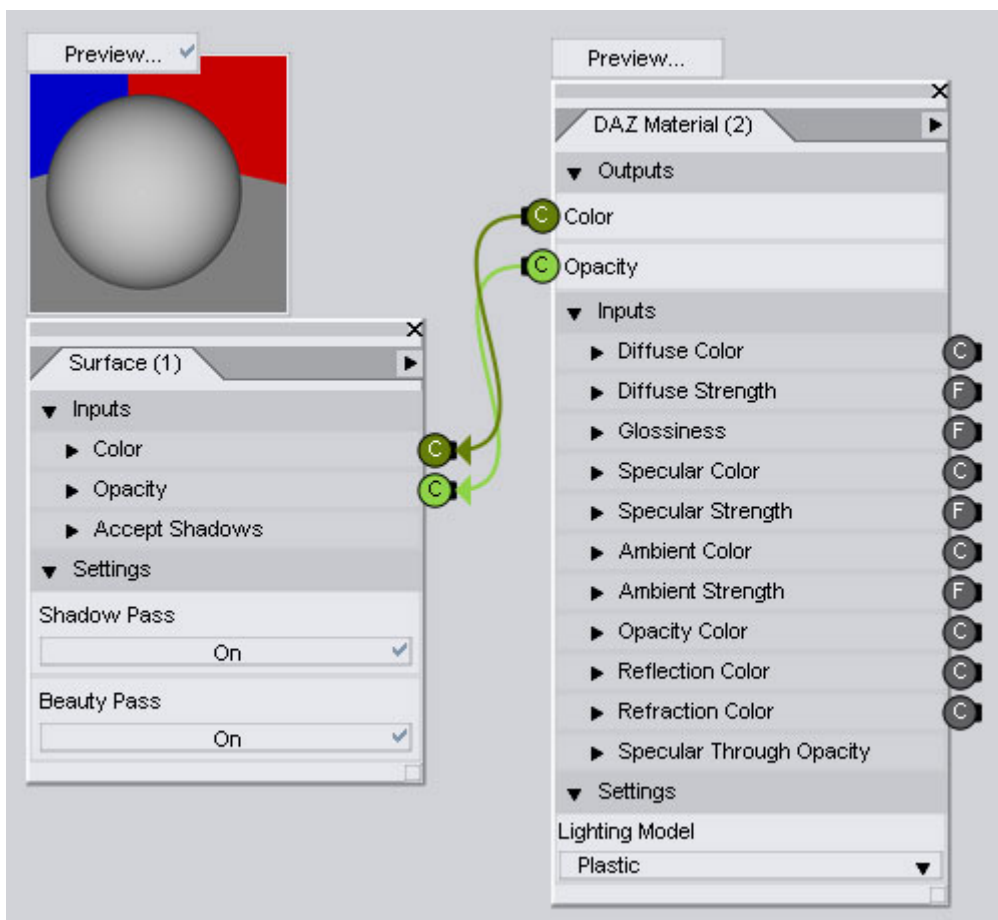 Preview...
Surface (1)
Inputs
Color
C
Opacity
C
Accept Shadows
Settings
Shadow Pass
On
Beauty Pass
On
Preview...
DAZ Material (2)
Outputs
C Color
C Opacity
Inputs
Diffuse Color C
Diffuse Strength F
Glossiness F
Specular Color C
Specular Strength F
Ambient Color C
Ambient Strength F
Opacity Color C
Reflection Color C
Refraction Color C
Specular Through Opacity
Settings
Lighting Model
Plastic